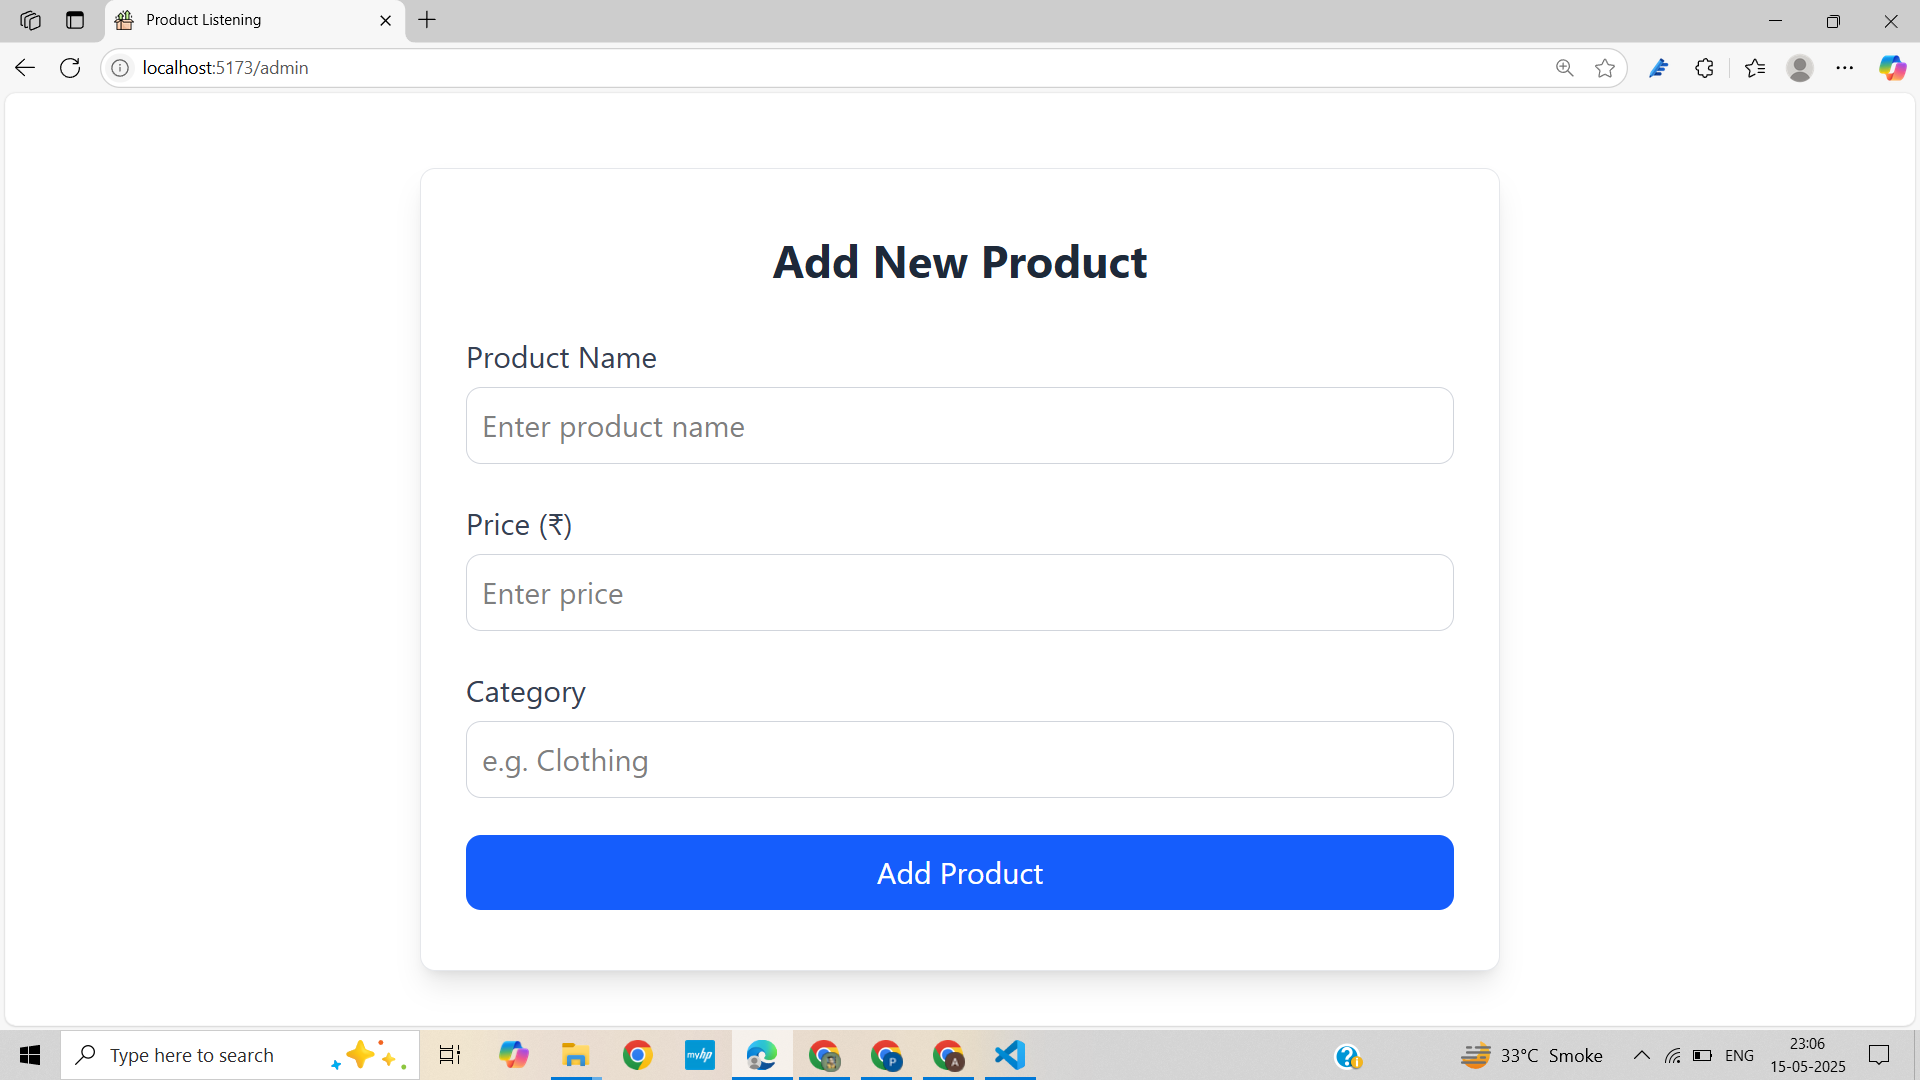 Product Listening
localhost:5173/admin
Add New Product
Product Name
Enter product name
Price (₹)
Enter price
Category
e.g. Clothing
Add Product
Type here to search
myhp
P
A
33°C Smoke
ENG
23:06
15-05-2025